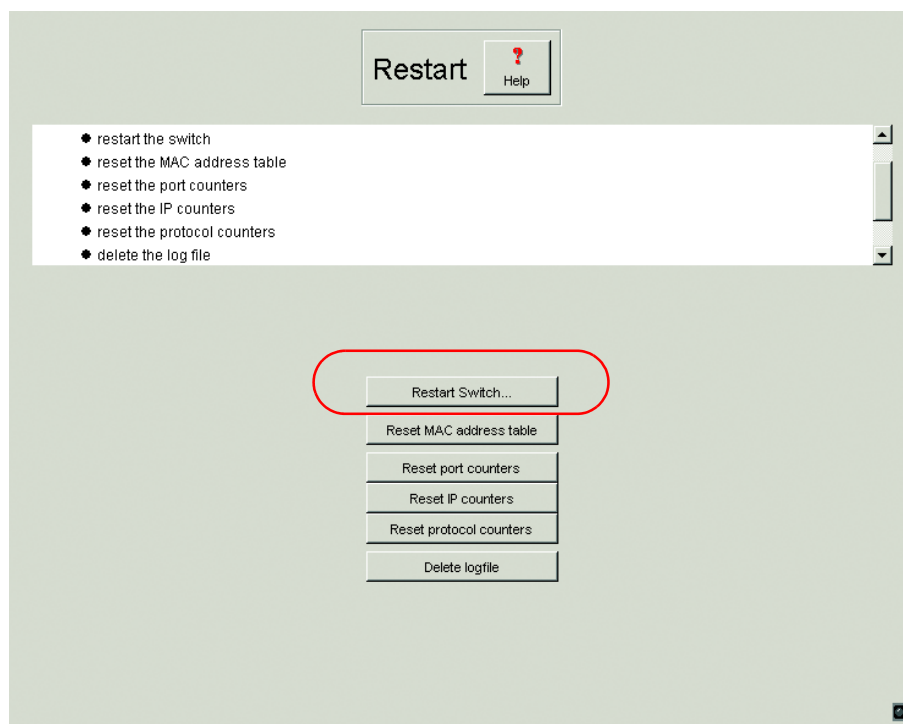 Restart
?
Help
restart the switch
reset the MAC address table
reset the port counters
reset the IP counters
reset the protocol counters
delete the log file
Restart Switch...
Reset MAC address table
Reset port counters
Reset IP counters
Reset protocol counters
Delete logfile